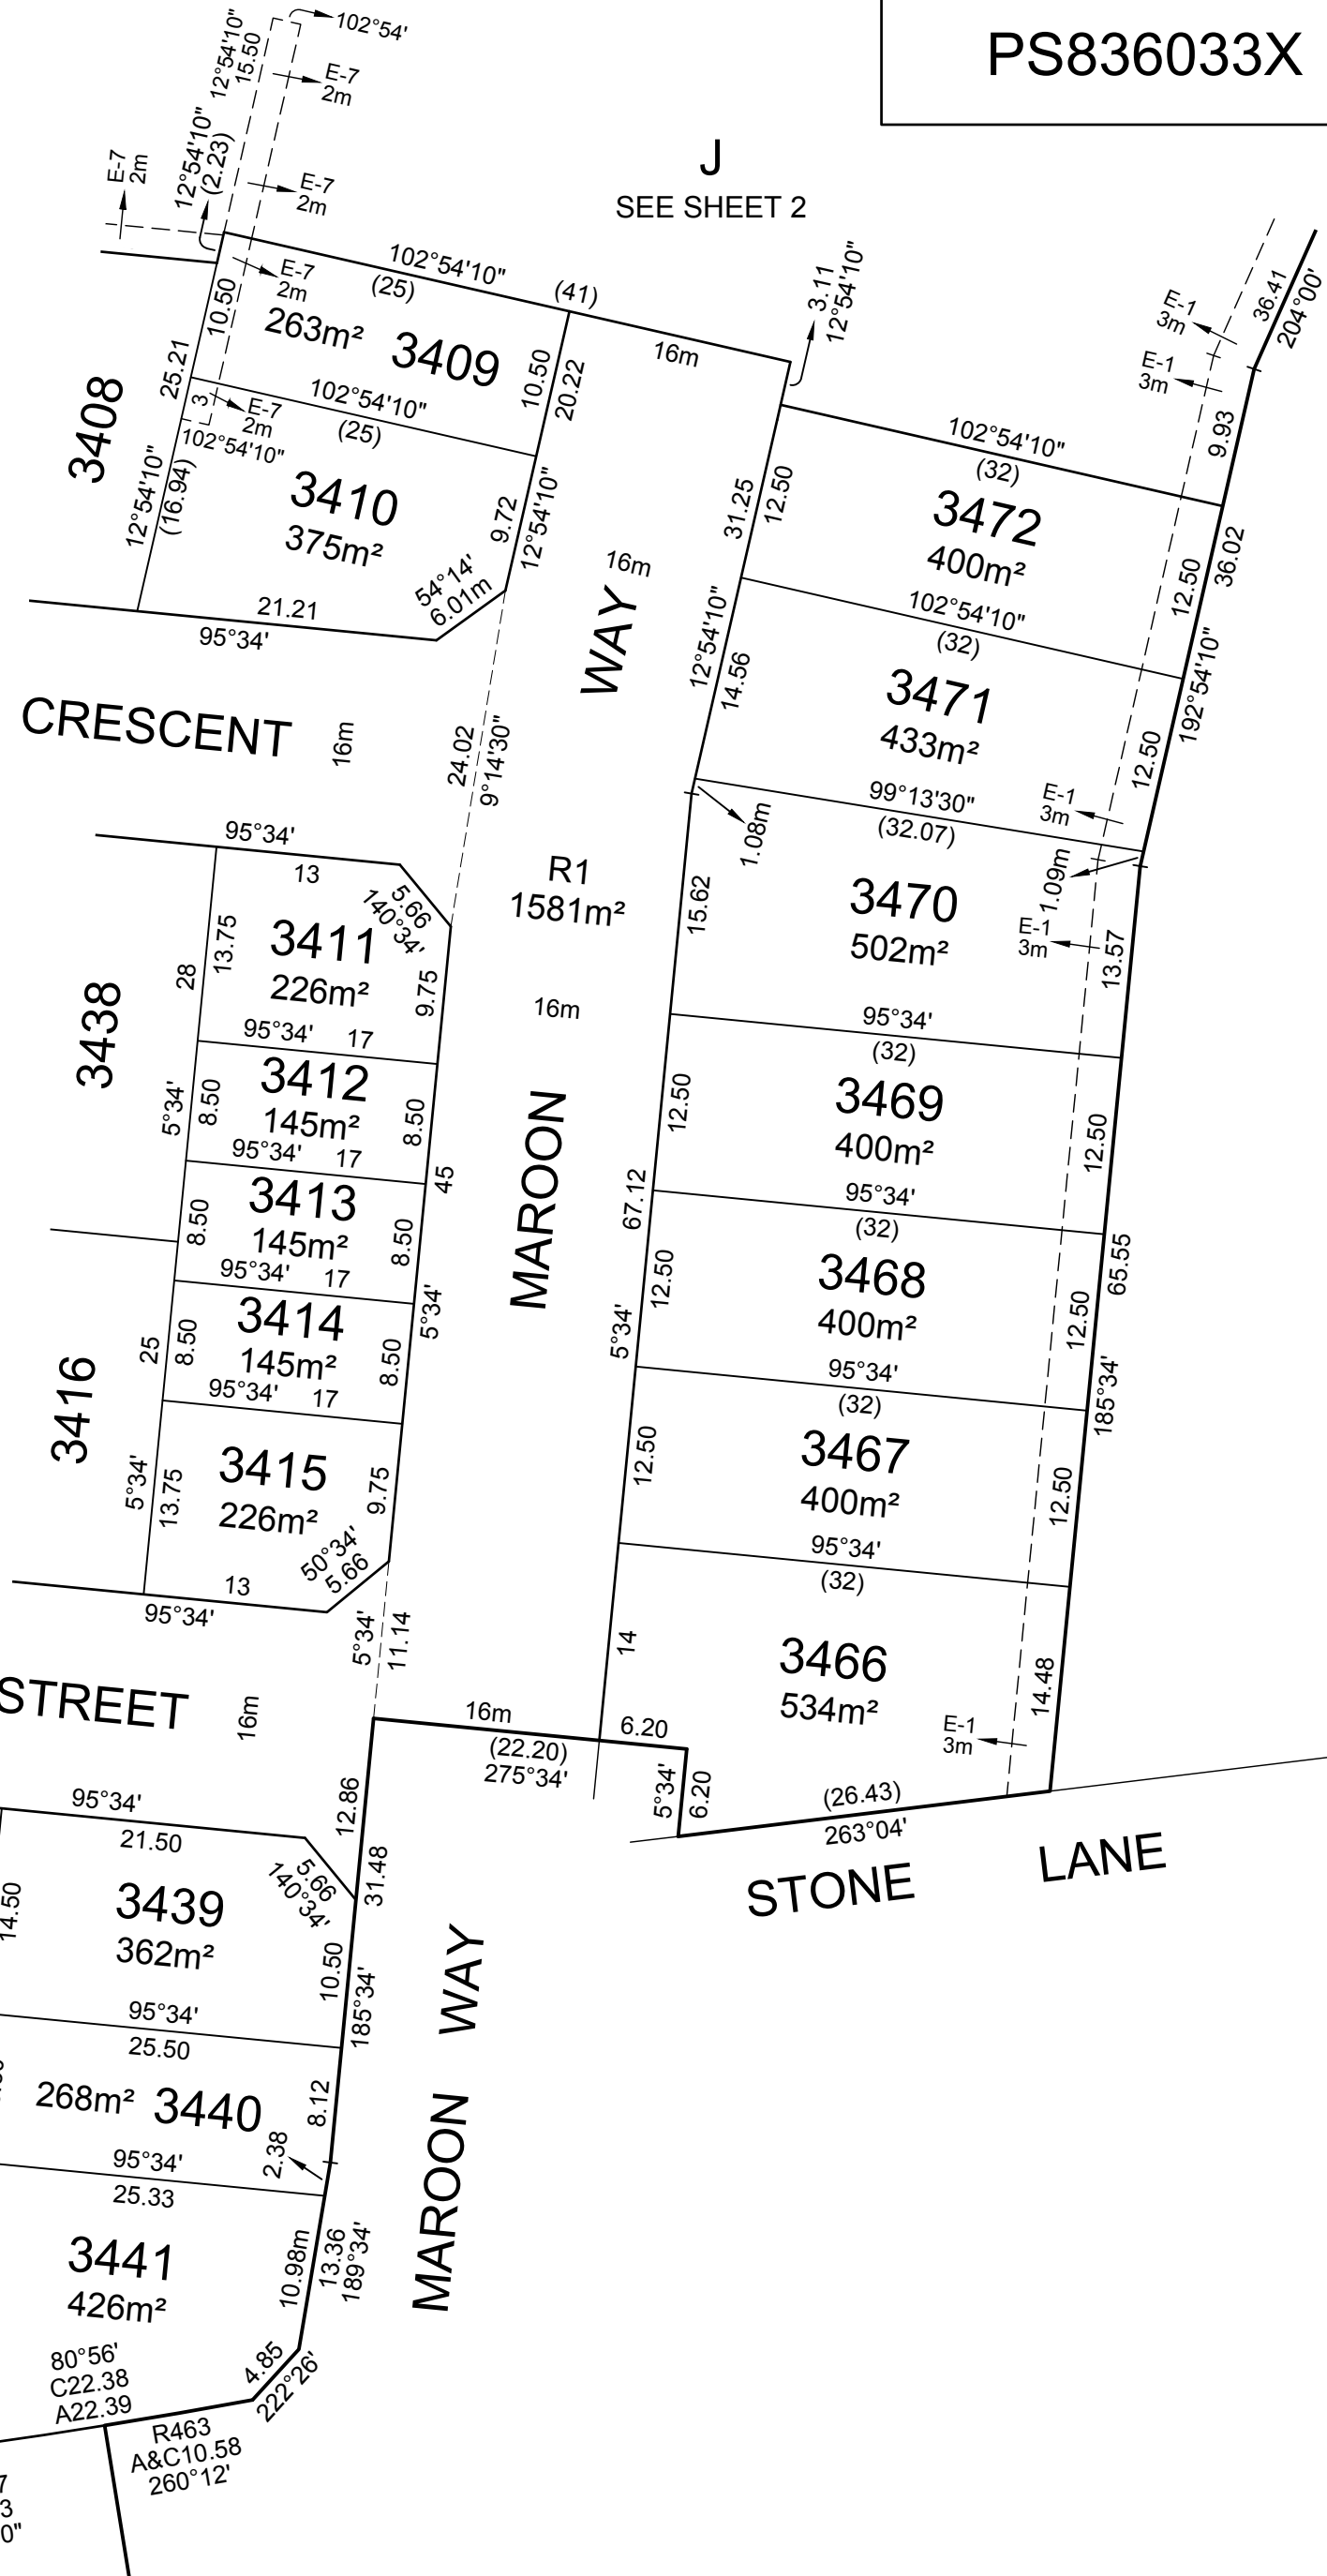 PS836033X
J
SEE SHEET 2
102°54'
12°54'10"
15.50
E-7
2m
12°54'10"
(2.23)
E-7
2m
E-7
2m
102°54'10"
(25)
(41)
16m
3.11
12°54'10"
36.41
204°00'
E-1
3m
E-1
3m
E-7
2m
263m²
3409
10.50
25.21
10.50
20.22
3408
102°54'10"
(25)
3
E-7
2m
102°54'10"
12°54'10"
(16.94)
3410
375m²
9.72
12°54'10"
54°14'
6.01m
21.21
95°34'
31.25
12.50
102°54'10"
(32)
3472
400m²
9.93
12.50
36.02
16m
WAY
12°54'10"
14.56
102°54'10"
(32)
3471
433m²
192°54'10"
12.50
CRESCENT
16m
24.02
9°14'30"
99°13'30"
(32.07)
E-1
3m
1.08m
1.09m
95°34'
13
5.66
140°34'
R1
1581m²
15.62
3470
502m²
E-1
3m
13.57
3411
226m²
13.75
9.75
28
3438
16m
95°34'
17
95°34'
(32)
3412
145m²
8.50
8.50
5°34'
12.50
3469
400m²
12.50
MAROON
95°34'
17
45
3413
145m²
8.50
8.50
67.12
95°34'
(32)
65.55
95°34'
17
5°34'
12.50
3468
400m²
12.50
3414
145m²
8.50
8.50
25
5°34'
95°34'
(32)
185°34'
3416
95°34'
17
3415
226m²
5°34'
13.75
9.75
12.50
3467
400m²
12.50
50°34'
5.66
95°34'
(32)
13
95°34'
5°34'
11.14
14
3466
534m²
14.48
E-1
3m
STREET
16m
16m
6.20
(22.20)
275°34'
5°34'
6.20
(26.43)
263°04'
STONE
LANE
95°34'
21.50
12.86
31.48
5.66
140°34'
14.50
3439
362m²
10.50
185°34'
WAY
95°34'
25.50
268m²
3440
8.12
2.38
MAROON
95°34'
25.33
3441
426m²
10.98m
13.36
189°34'
80°56'
C22.38
A22.39
4.85
222°26'
R463
A&C10.58
260°12'
7
3
0"